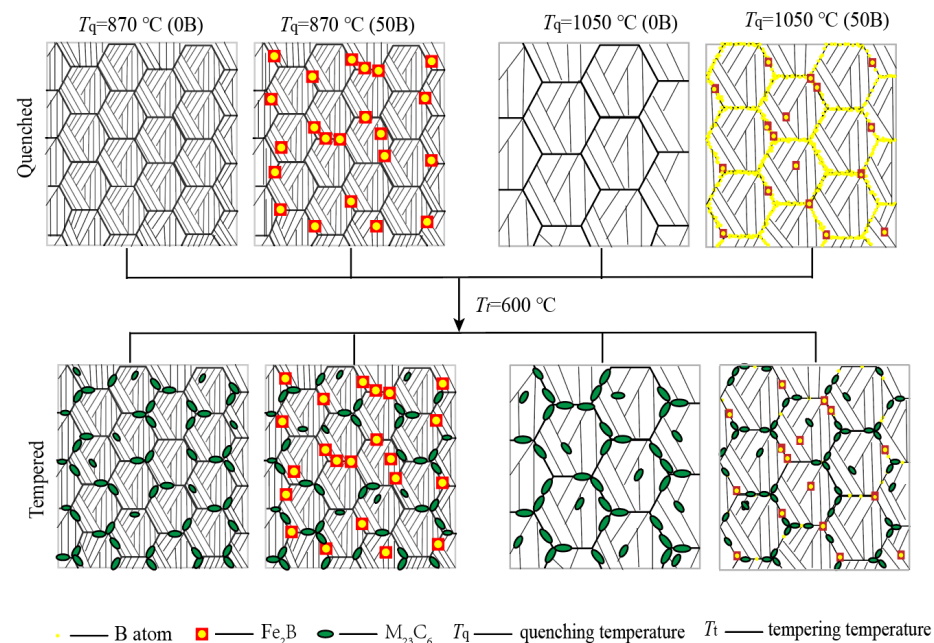 Tq=870 ℃ (0B)
Tq=870 ℃ (50B)
Tq=1050 ℃ (0B)
Tq=1050 ℃ (50B)
Quenched
Tt=600 ℃
Tempered
B atom
Fe2B
M23C6
Tq — quenching temperature
Tt — tempering temperature